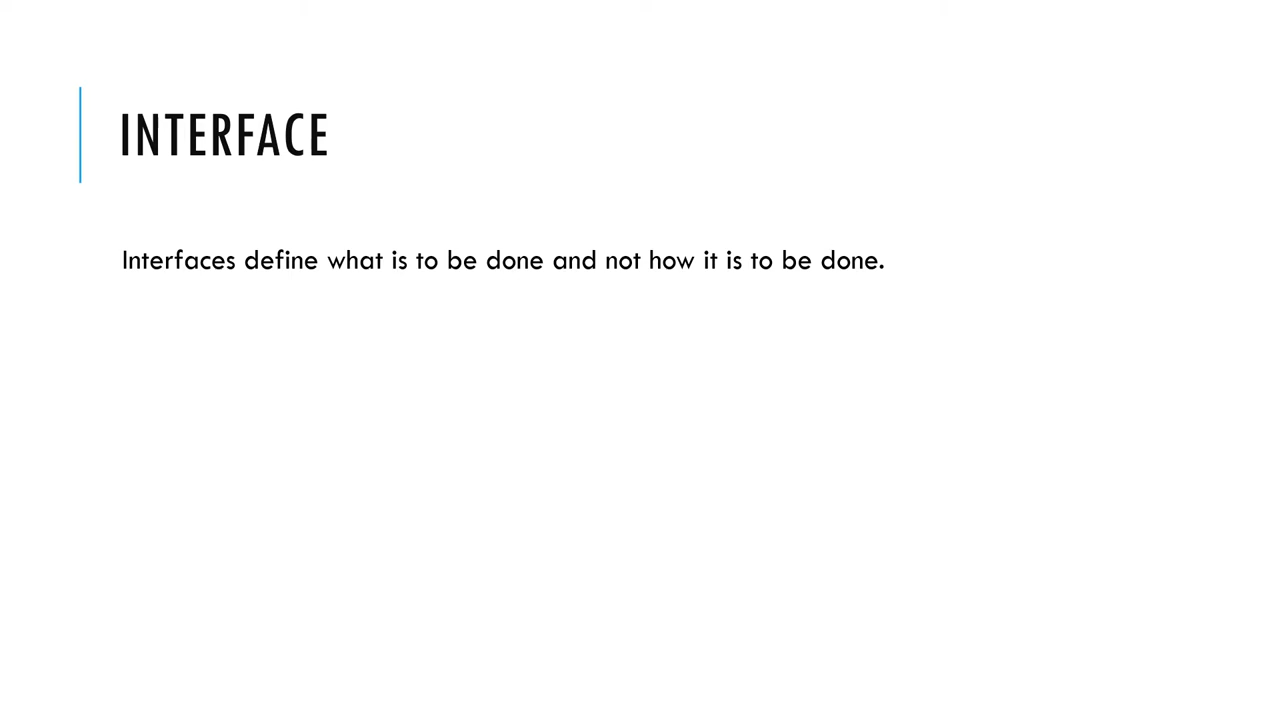 INTERFACE
Interfaces define what is to be done and not how it is to be done.